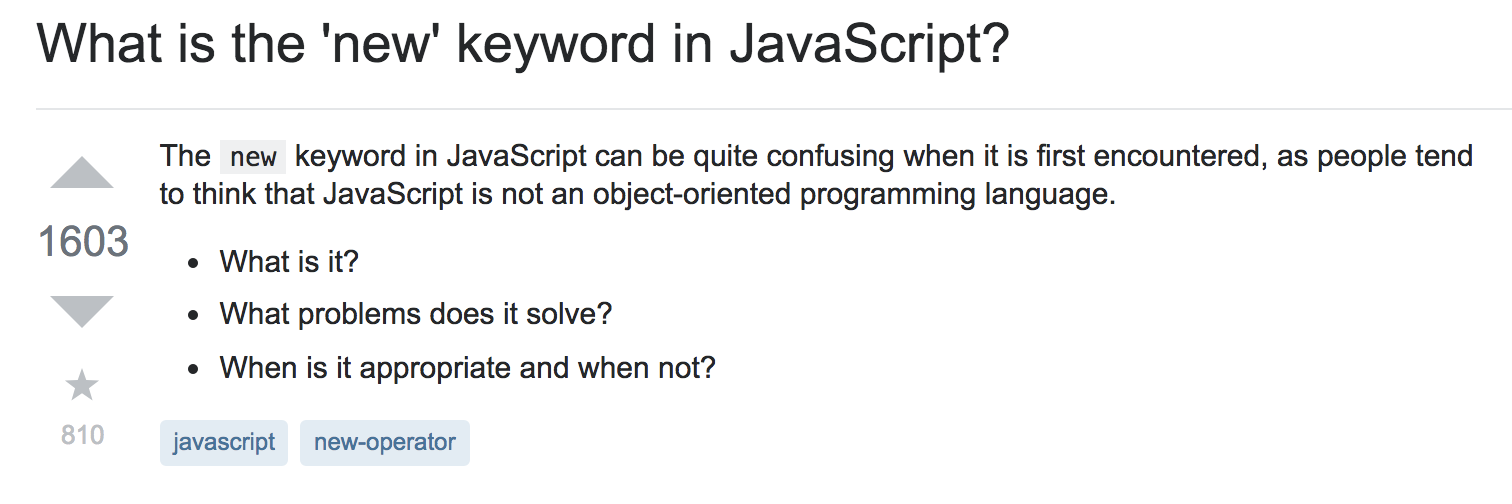 What is the 'new' keyword in JavaScript?
The new keyword in JavaScript can be quite confusing when it is first encountered, as people tend
to think that JavaScript is not an object-oriented programming language.
1603
• What is it?
• What problems does it solve?
• When is it appropriate and when not?
810
javascript new-operator